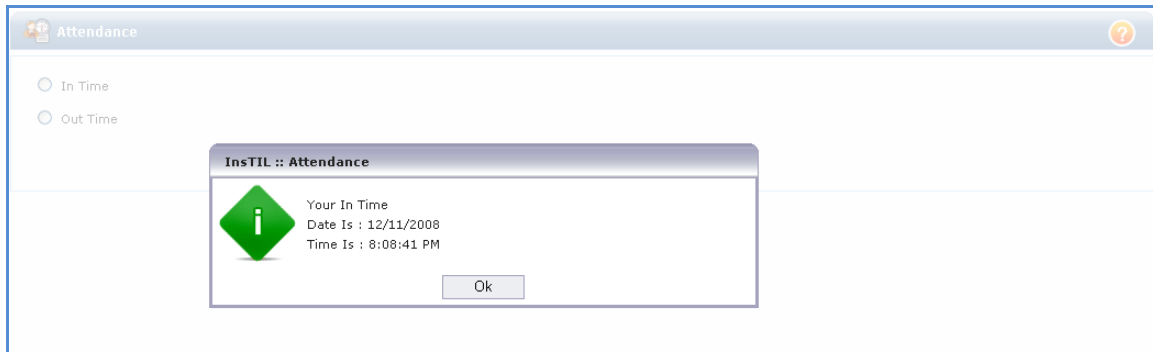 Attendance
?
In Time
Out Time
InsTIL :: Attendance
i
Your In Time
Date Is : 12/11/2008
Time Is : 8:08:41 PM
Ok